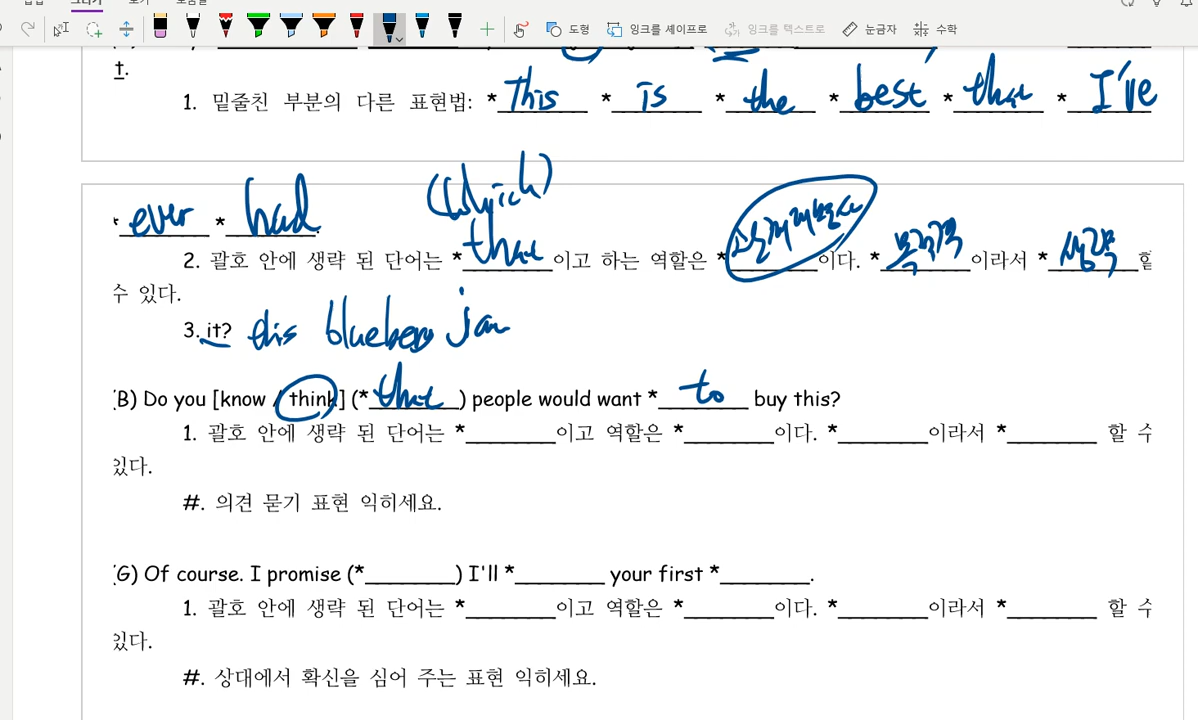 도형 잉크를 셰이프로 잉크를 텍스트로 눈금자 수학
t.
1. 밑줄친 부분의 다른 표현법: * This * is * the * best * that * I've
* ever * had.
(which)
2. 괄호 안에 생략 된 단어는 * that 이고 하는 역할은 * 이다. * 목적격 이라서 * 생략 할
수 있다.
3. it? this blueberry jam
B) Do you [know / think] (* that ) people would want * to buy this?
1. 괄호 안에 생략 된 단어는 *________이고 역할은 *________이다. *________이라서 *________ 할 수
있다.
#. 의견 묻기 표현 익히세요.
G) Of course. I promise (*________) I'll *________ your first *________.
1. 괄호 안에 생략 된 단어는 *________이고 역할은 *________이다. *________이라서 *________ 할 수
있다.
#. 상대에서 확신을 심어 주는 표현 익히세요.